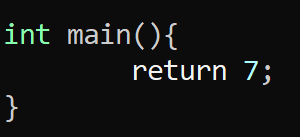 int main(){
        return 7;
}